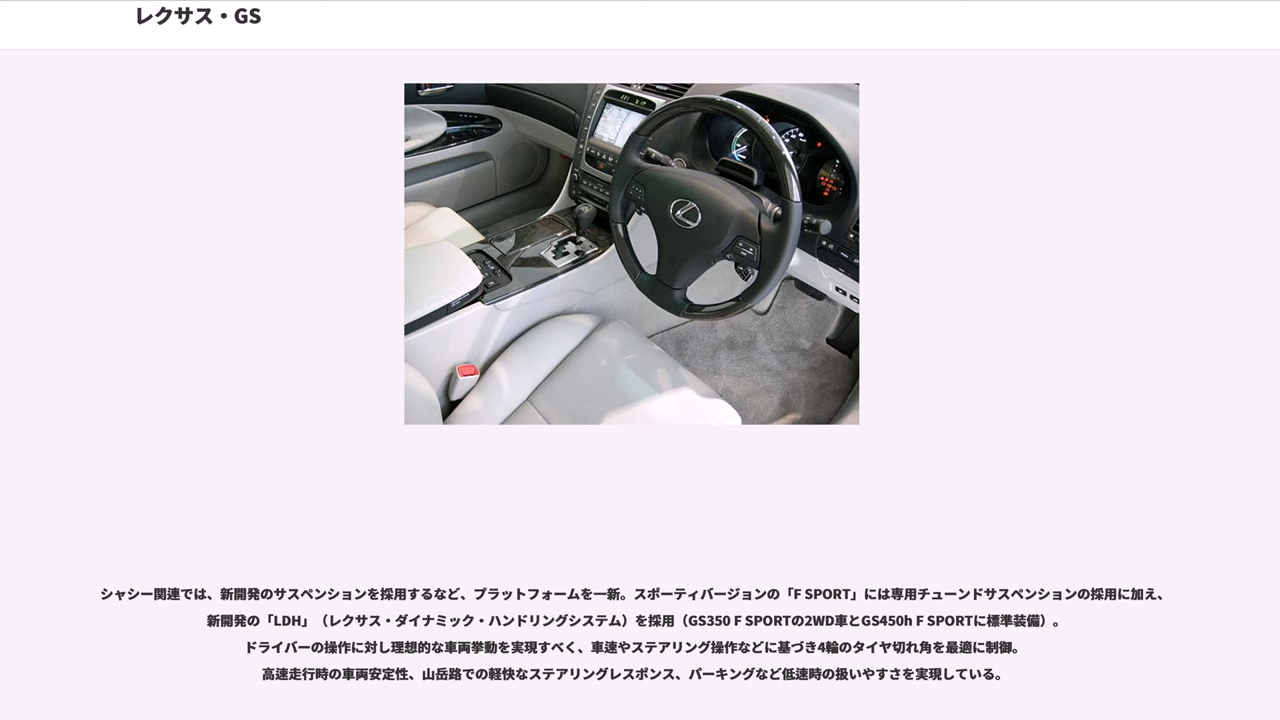 レクサス・GS
シャシー関連では、新開発のサスペンションを採用するなど、プラットフォームを一新。スポーティバージョンの「F SPORT」には専用チューンドサスペンションの採用に加え、
新開発の「LDH」（レクサス・ダイナミック・ハンドリングシステム）を採用（GS350 F SPORTの2WD車とGS450h F SPORTに標準装備）。
ドライバーの操作に対し理想的な車両挙動を実現すべく、車速やステアリング操作などに基づき4輪のタイヤ切れ角を最適に制御。
高速走行時の車両安定性、山岳路での軽快なステアリングレスポンス、パーキングなど低速時の扱いやすさを実現している。